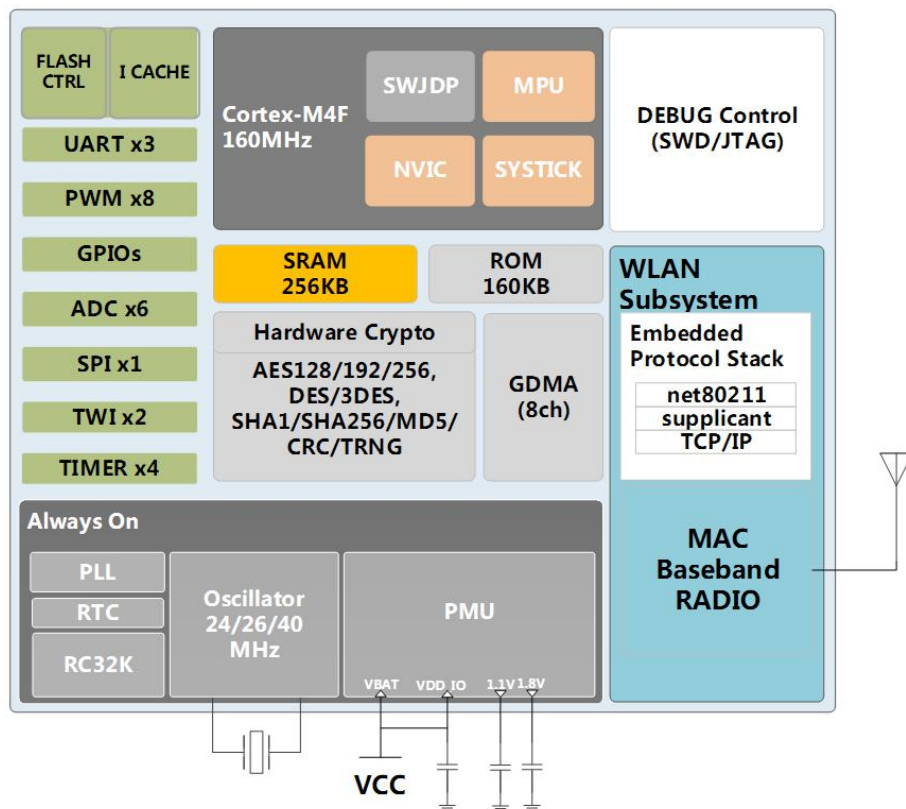 FLASH
CTRL
I CACHE
UART x3
PWM x8
GPIOs
ADC x6
SPI x1
TWI x2
TIMER x4
Cortex-M4F
160MHz
SWJDP
MPU
NVIC
SYSTICK
DEBUG Control
(SWD/JTAG)
SRAM
256KB
ROM
160KB
Hardware Crypto
AES128/192/256,
DES/3DES,
SHA1/SHA256/MD5/
CRC/TRNG
GDMA
(8ch)
WLAN
Subsystem
Embedded
Protocol Stack
net80211
supplicant
TCP/IP
MAC
Baseband
RADIO
Always On
PLL
RTC
RC32K
Oscillator
24/26/40
MHz
PMU
VBAT
VDD_IO
1.1V
1.8V
VCC